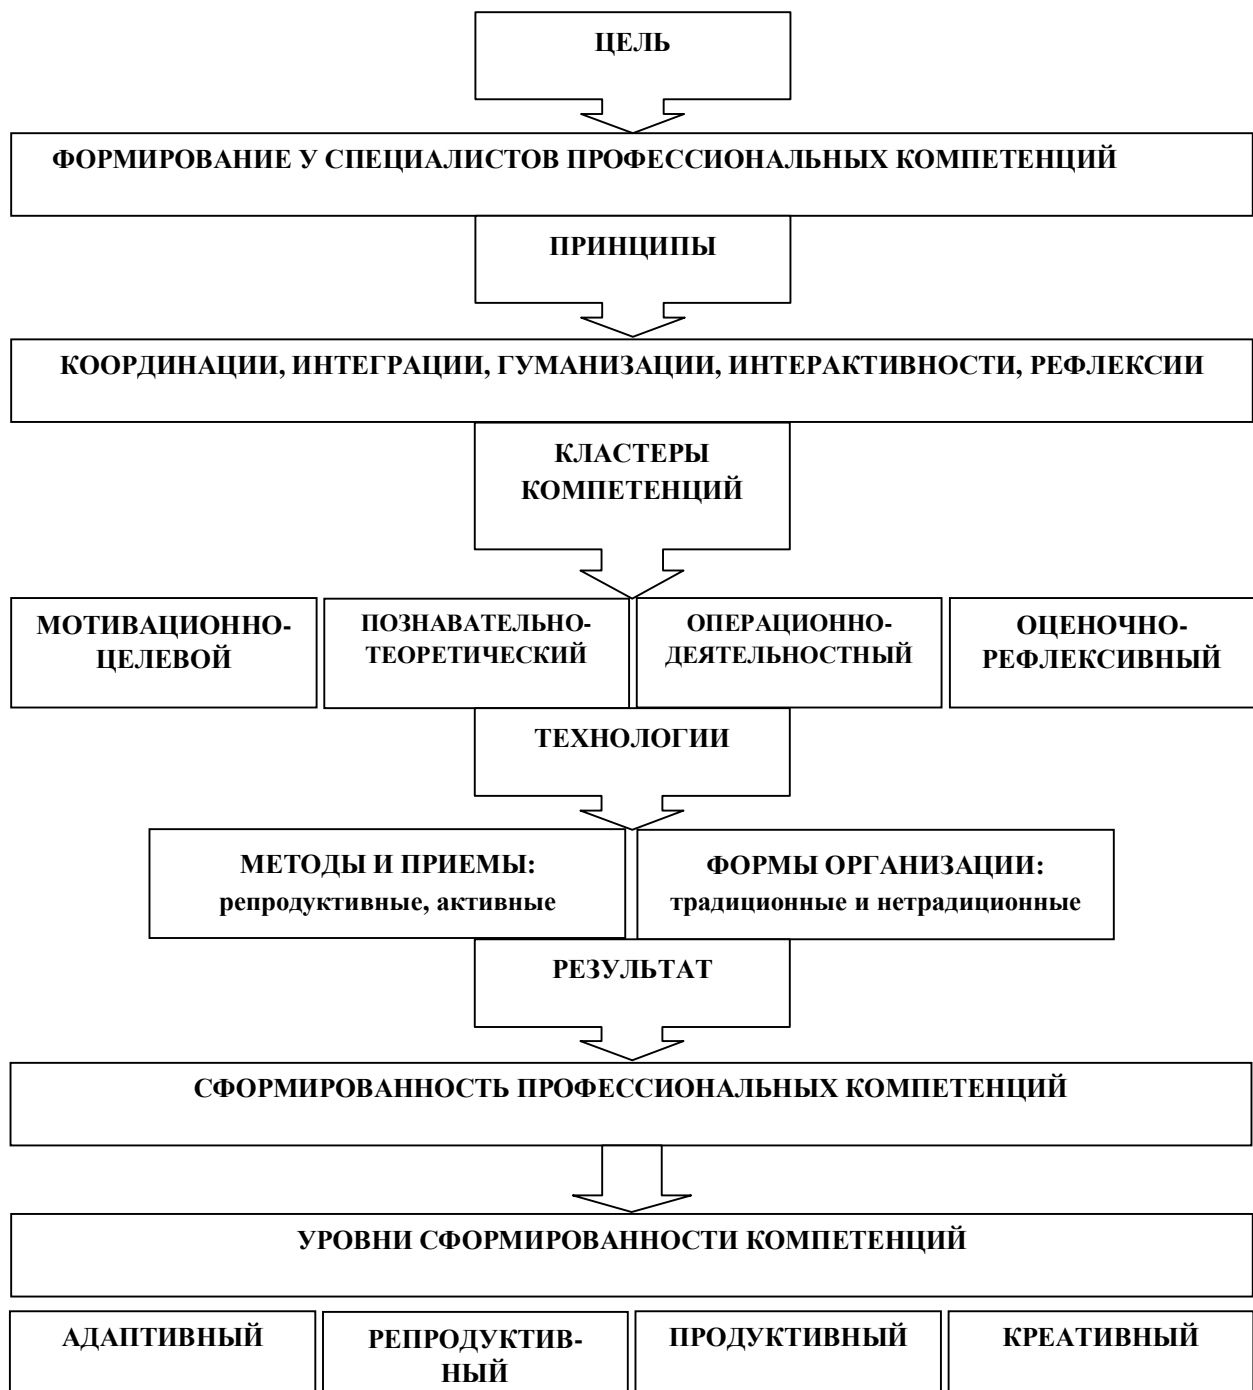 ЦЕЛЬ
ФОРМИРОВАНИЕ У СПЕЦИАЛИСТОВ ПРОФЕССИОНАЛЬНЫХ КОМПЕТЕНЦИЙ
ПРИНЦИПЫ
КООРДИНАЦИИ, ИНТЕГРАЦИИ, ГУМАНИЗАЦИИ, ИНТЕРАКТИВНОСТИ, РЕФЛЕКСИИ
КЛАСТЕРЫ
КОМПЕТЕНЦИЙ
МОТИВАЦИОННО-
ЦЕЛЕВОЙ
ПОЗНАВАТЕЛЬНО-
ТЕОРЕТИЧЕСКИЙ
ОПЕРАЦИОННО-
ДЕЯТЕЛЬНОСТНЫЙ
ОЦЕНОЧНО-
РЕФЛЕКСИВНЫЙ
ТЕХНОЛОГИИ
МЕТОДЫ И ПРИЕМЫ:
репродуктивные, активные
ФОРМЫ ОРГАНИЗАЦИИ:
традиционные и нетрадиционные
РЕЗУЛЬТАТ
СФОРМИРОВАННОСТЬ ПРОФЕССИОНАЛЬНЫХ КОМПЕТЕНЦИЙ
УРОВНИ СФОРМИРОВАННОСТИ КОМПЕТЕНЦИЙ
АДАПТИВНЫЙ
РЕПРОДУКТИВ-
НЫЙ
ПРОДУКТИВНЫЙ
КРЕАТИВНЫЙ